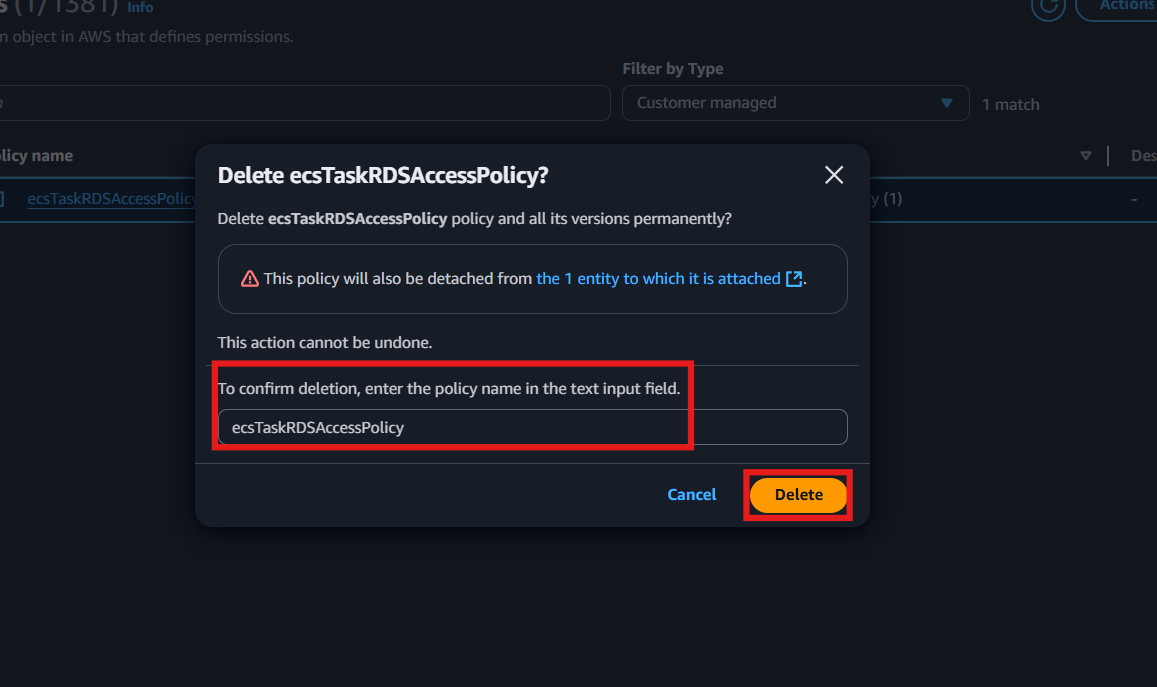 (1/1381) Info
Actions
n object in AWS that defines permissions.
Filter by Type
Customer managed
1 match
licy name
Des
ecsTaskRDSAccessPolicy
y (1)
-
Delete ecsTaskRDSAccessPolicy?
Delete ecsTaskRDSAccessPolicy policy and all its versions permanently?
This policy will also be detached from the 1 entity to which it is attached.
This action cannot be undone.
To confirm deletion, enter the policy name in the text input field.
ecsTaskRDSAccessPolicy
Cancel
Delete